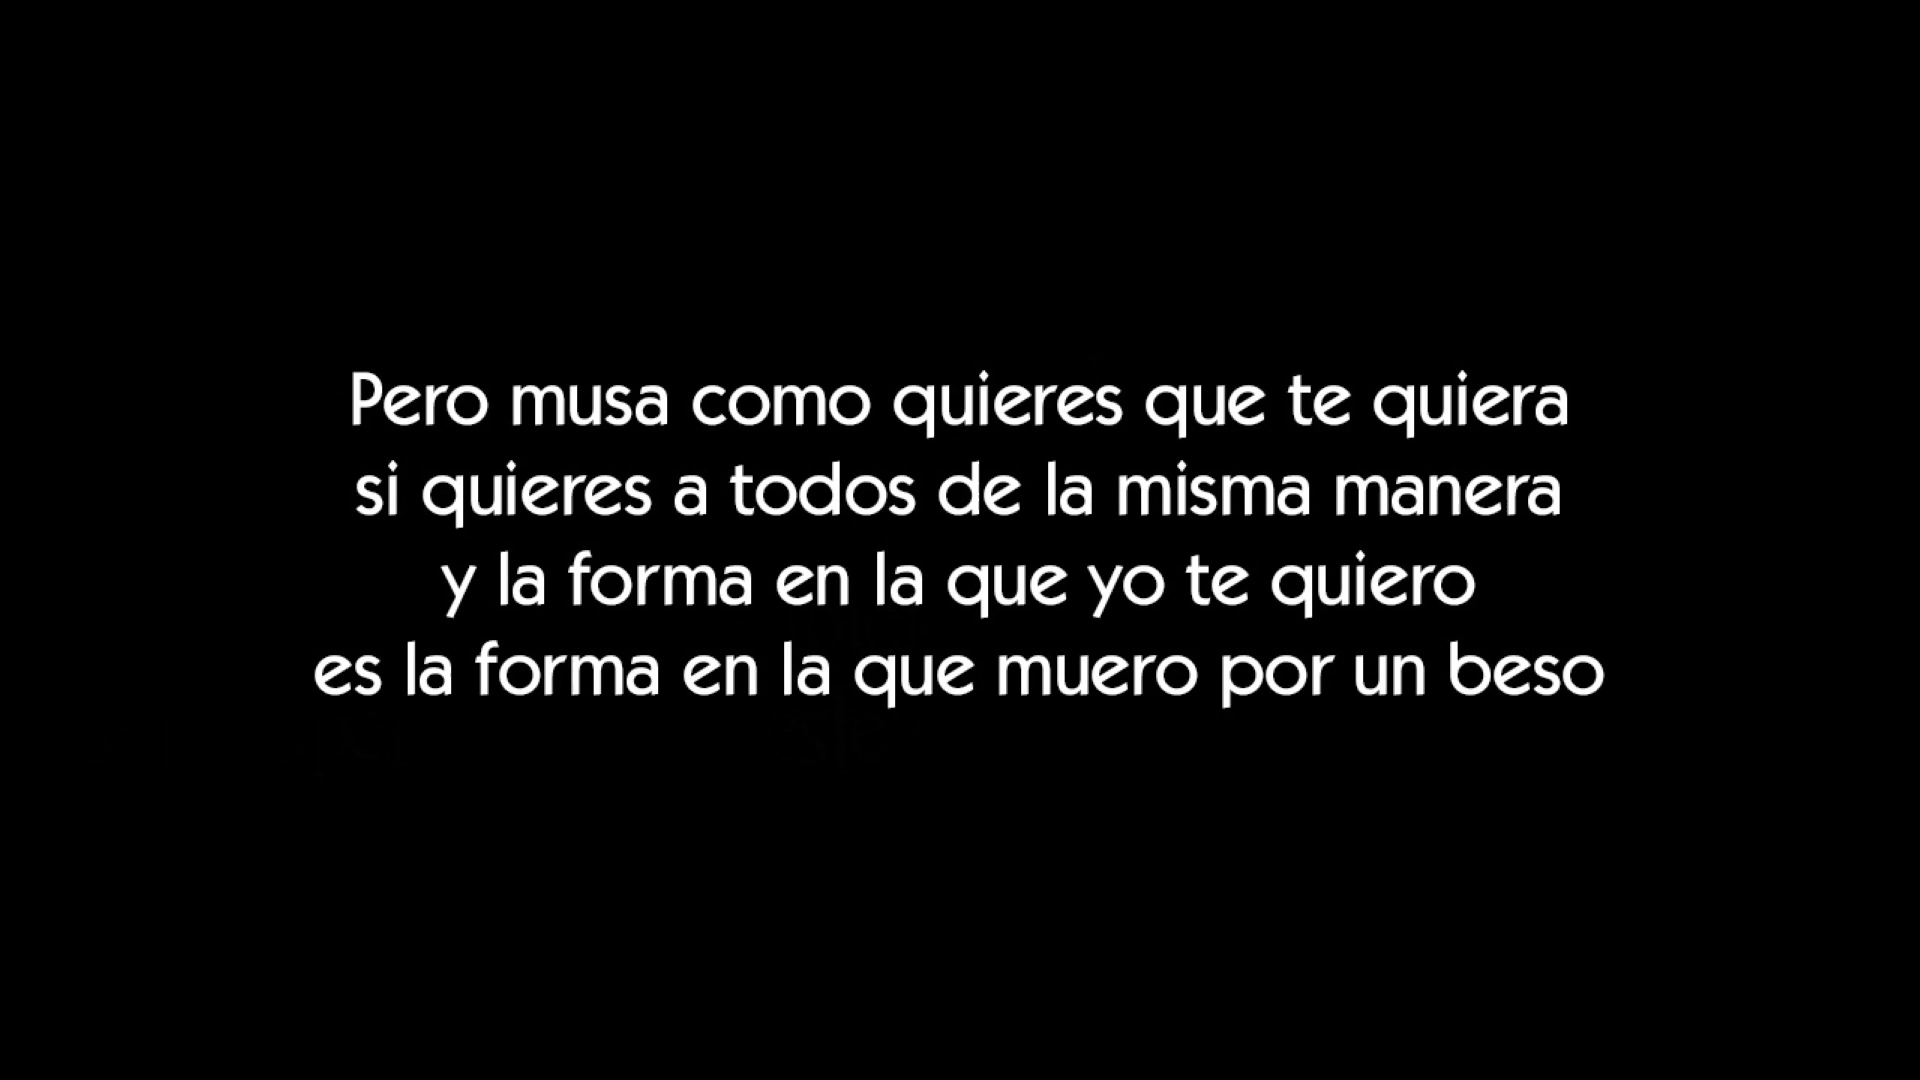 Pero musa como quieres que te quiera
si quieres a todos de la misma manera
y la forma en la que yo te quiero
es la forma en la que muero por un beso